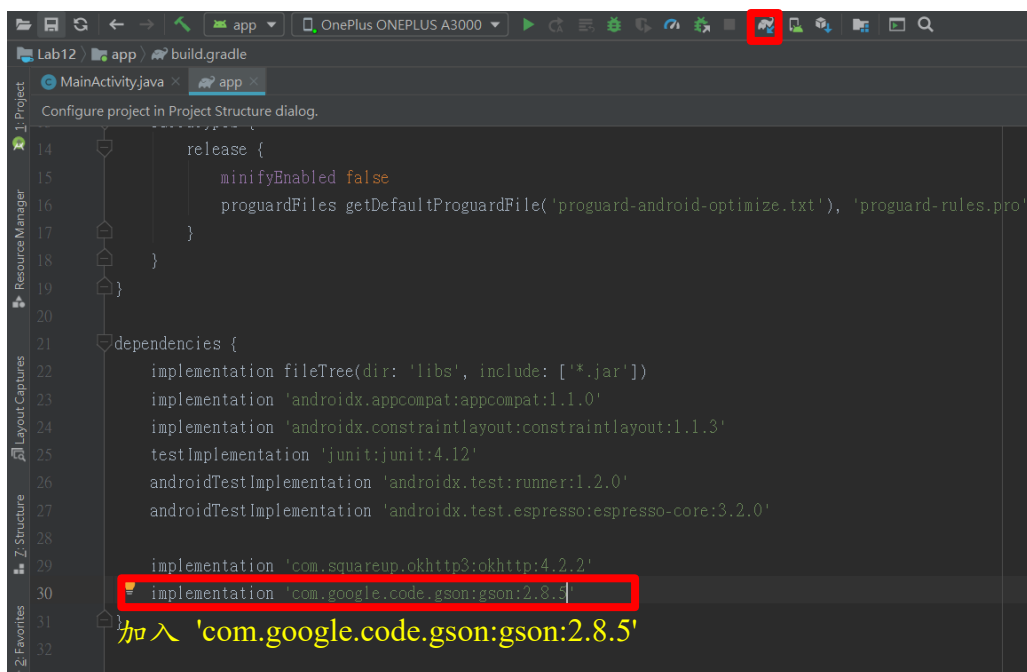 app OnePlus ONEPLUS A3000
Lab12 app build.gradle
MainActivity.java app
Configure project in Project Structure dialog.
14 release {
15 minifyEnabled false
16 proguardFiles getDefaultProguardFile('proguard-android-optimize.txt'), 'proguard-rules.pro'
17 }
18 }
19 }
20
21 dependencies {
22 implementation fileTree(dir: 'libs', include: ['*.jar'])
23 implementation 'androidx.appcompat:appcompat:1.1.0'
24 implementation 'androidx.constraintlayout:constraintlayout:1.1.3'
25 testImplementation 'junit:junit:4.12'
26 androidTestImplementation 'androidx.test:runner:1.2.0'
27 androidTestImplementation 'androidx.test.espresso:espresso-core:3.2.0'
28
29 implementation 'com.squareup.okhttp3:okhttp:4.2.2'
30 implementation 'com.google.code.gson:gson:2.8.5'
31 }
加入 'com.google.code.gson:gson:2.8.5'
32
1: Project
Resource Manager
Layout Captures
Z: Structure
2: Favorites